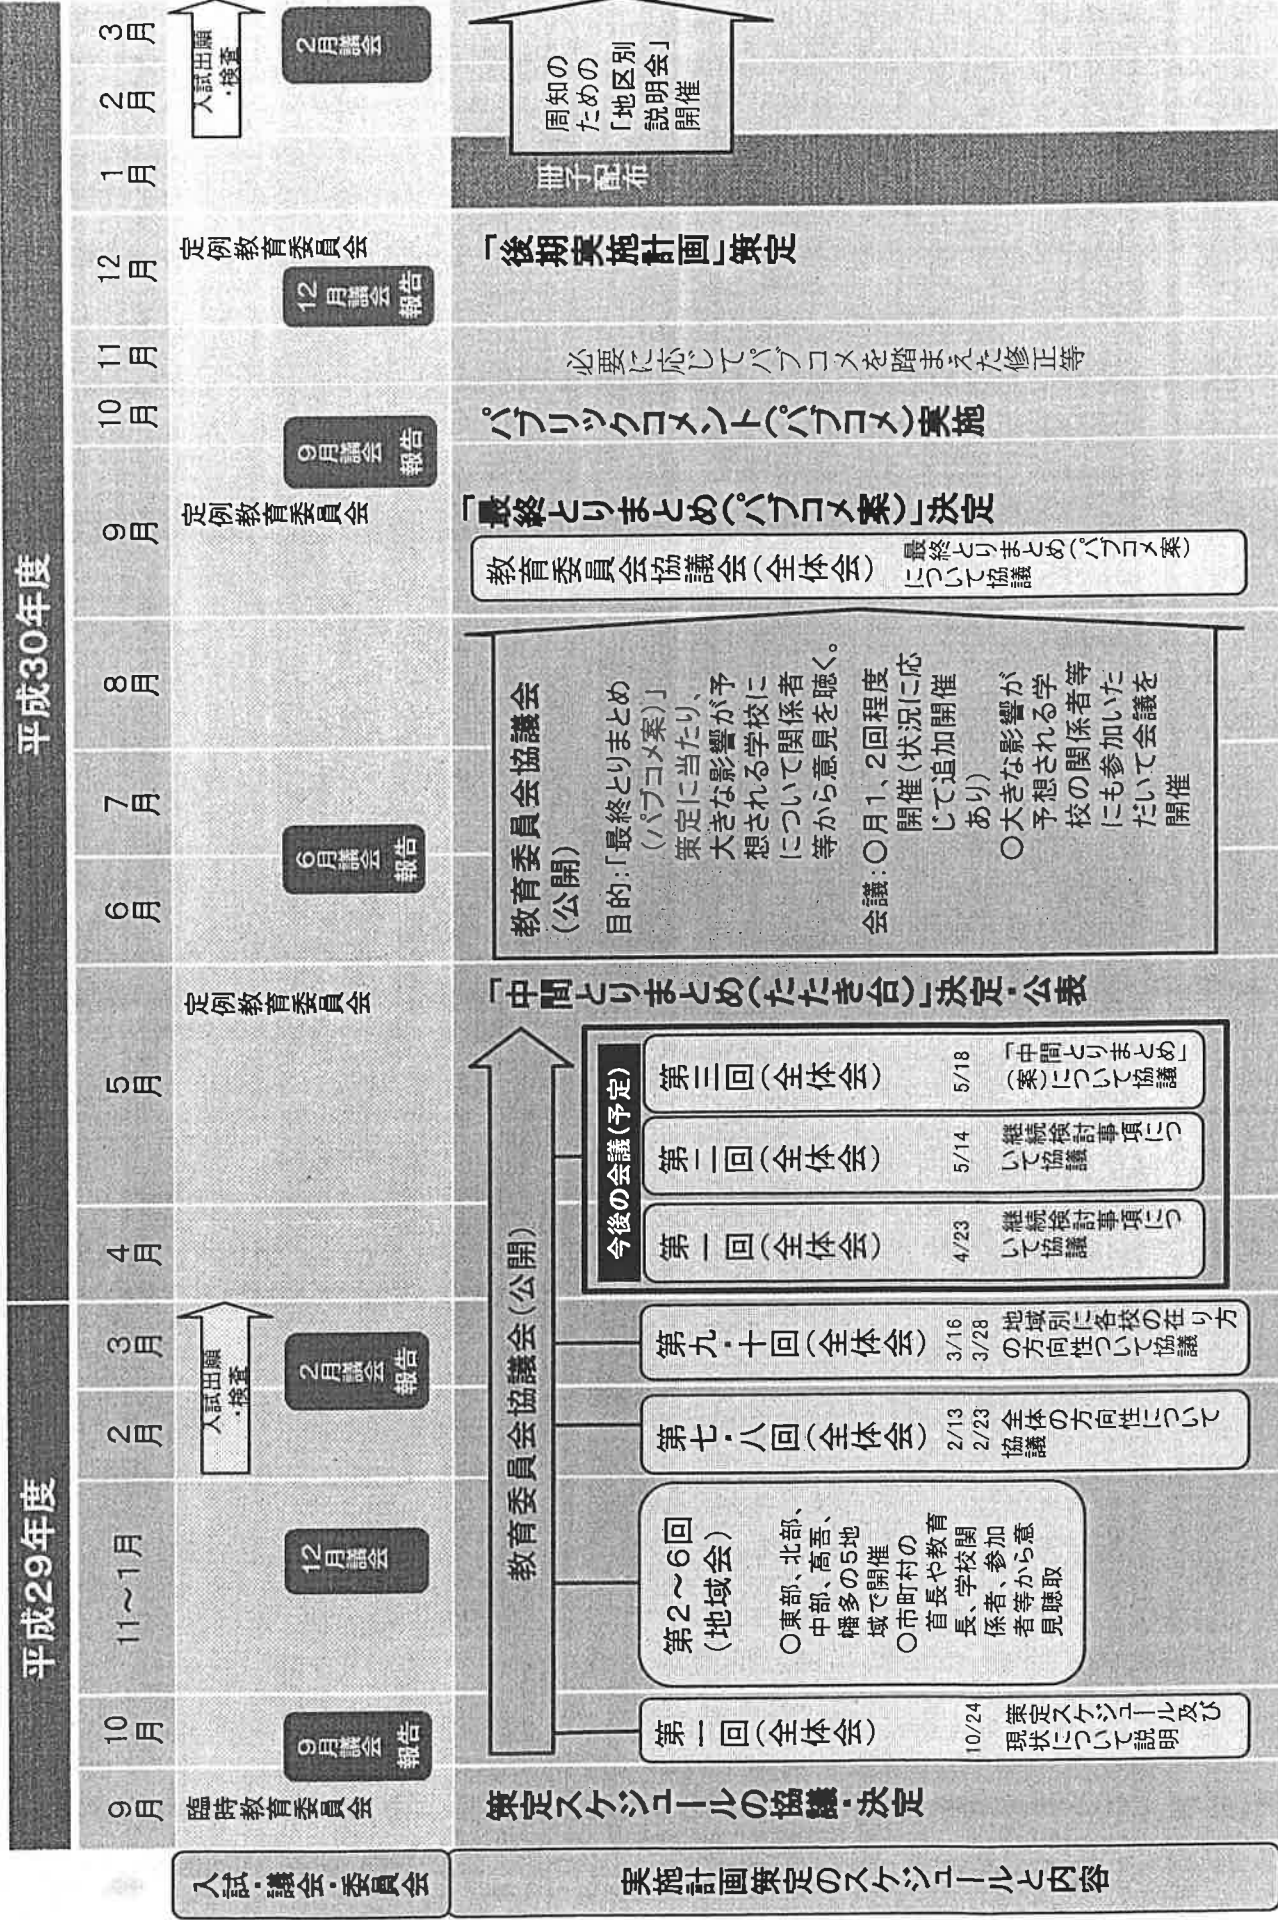 平成29年度
平成30年度
9月
10月
11~1月
2月
3月
4月
5月
6月
7月
8月
9月
10月
11月
12月
1月
2月
3月
入試・議会・委員会
臨時教育委員会
9月議会
報告
12月議会
入試出願
・検査
2月議会
報告
定例教育委員会
6月議会
報告
定例教育委員会
9月議会
報告
定例教育委員会
12月議会
報告
入試出願
・検査
2月議会
実施計画策定のスケジュールと内容
策定スケジュールの協議・決定
教育委員会協議会(公開)
第一回(全体会)
10/24
策定スケジュール及び
現状について説明
第2~6回
(地域会)
○東部、北部、
中部、高吾、
幡多の5地
域で開催
○市町村の
首長や教育
長、学校関
係者、参加
者等から意
見聴取
第七・八回(全体会)
2/13
2/23
全体の方向性について
協議
第九・十回(全体会)
3/16
3/28
地域別に各校の在り方
の方向性ついて協議
今後の会議(予定)
第一回(全体会)
4/23
継続検討事項につ
いて協議
第二回(全体会)
5/14
継続検討事項につ
いて協議
第三回(全体会)
5/18
「中間とりまとめ」
(案)について協議
「中間とりまとめ(たたき台)」決定・公表
教育委員会協議会
(公開)
目的:「最終とりまとめ
(パブコメ案)」
策定に当たり、
大きな影響が予
想される学校に
について関係者
等から意見を聴く。
会議:○月1、2回程度
開催(状況に応
じて追加開催
あり)
○大きな影響が
予想される学
校の関係者等
にも参加いた
だいて会議を
開催
教育委員会協議会(全体会)
最終とりまとめ(パブコメ案)
について協議
「最終とりまとめ(パブコメ案)」決定
パブリックコメント(パブコメ)実施
必要に応じてパブコメを踏まえた修正等
「後期実施計画」策定
冊子配布
周知の
ための
「地区別
説明会」
開催